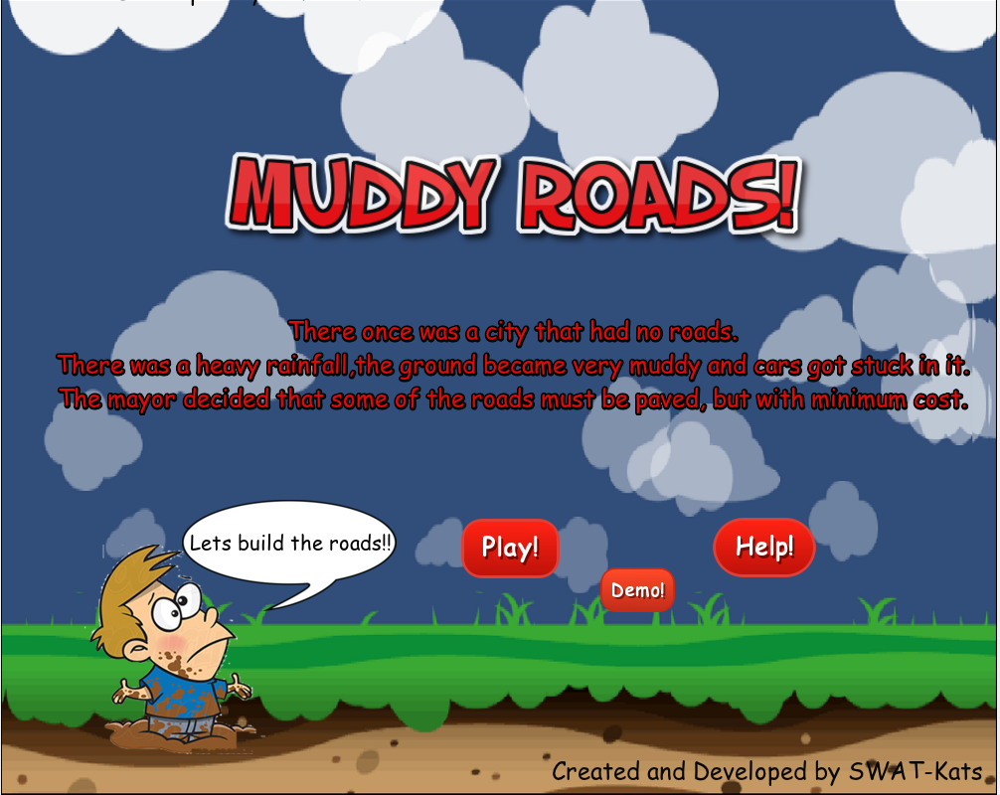 MUDDY ROADS!
There once was a city that had no roads.
There was a heavy rainfall,the ground became very muddy and cars got stuck in it.
The mayor decided that some of the roads must be paved, but with minimum cost.
Lets build the roads!!
Play!
Help!
Demo!
Created and Developed by SWAT-Kats